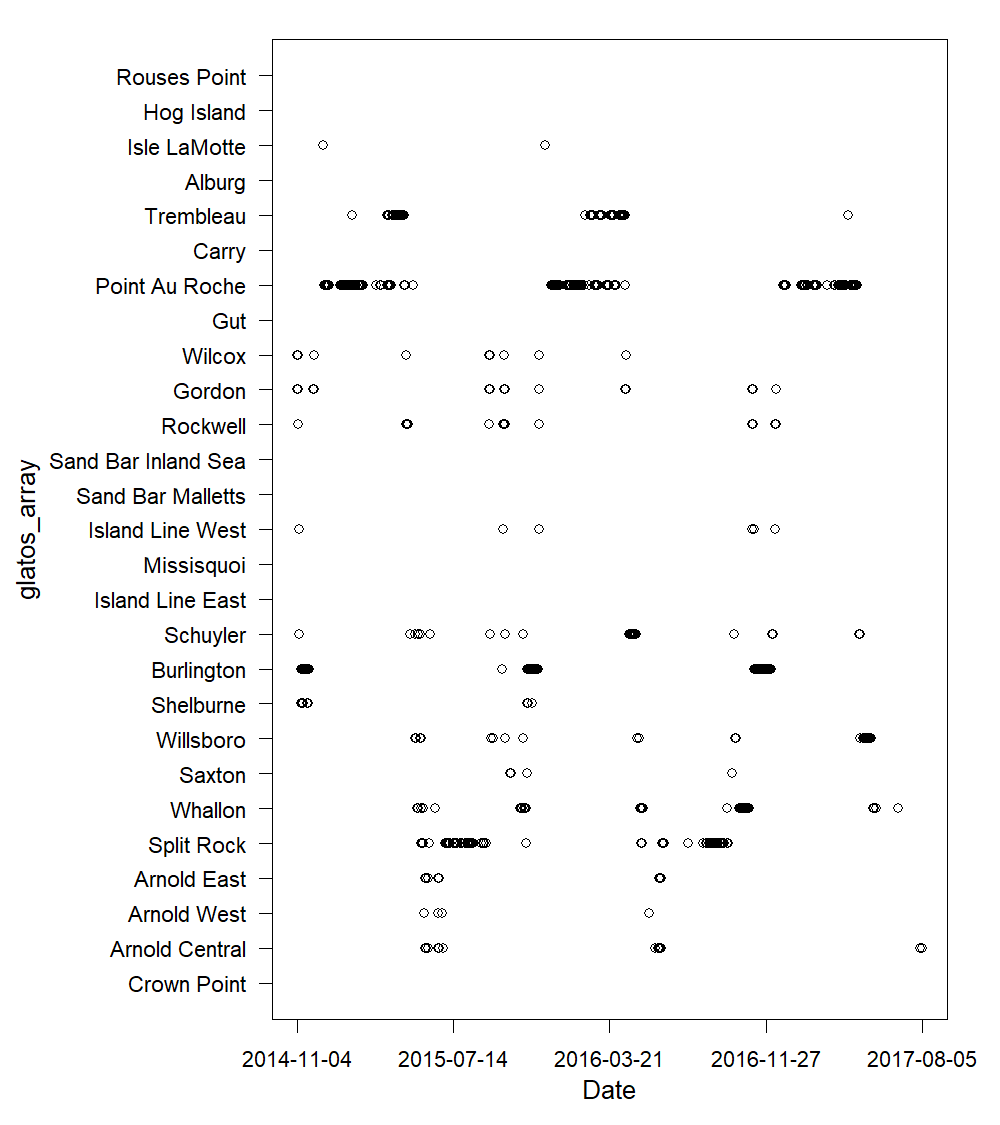 Rouses Point
Hog Island
Isle LaMotte
Alburg
Trembleau
Carry
Point Au Roche
Gut
Wilcox
Gordon
Rockwell
Sand Bar Inland Sea
Sand Bar Malletts
Island Line West
Missisquoi
Island Line East
Schuyler
Burlington
Shelburne
Willsboro
Saxton
Whallon
Split Rock
Arnold East
Arnold West
Arnold Central
Crown Point
glatos_array
2014-11-04 2015-07-14 2016-03-21 2016-11-27 2017-08-05
Date